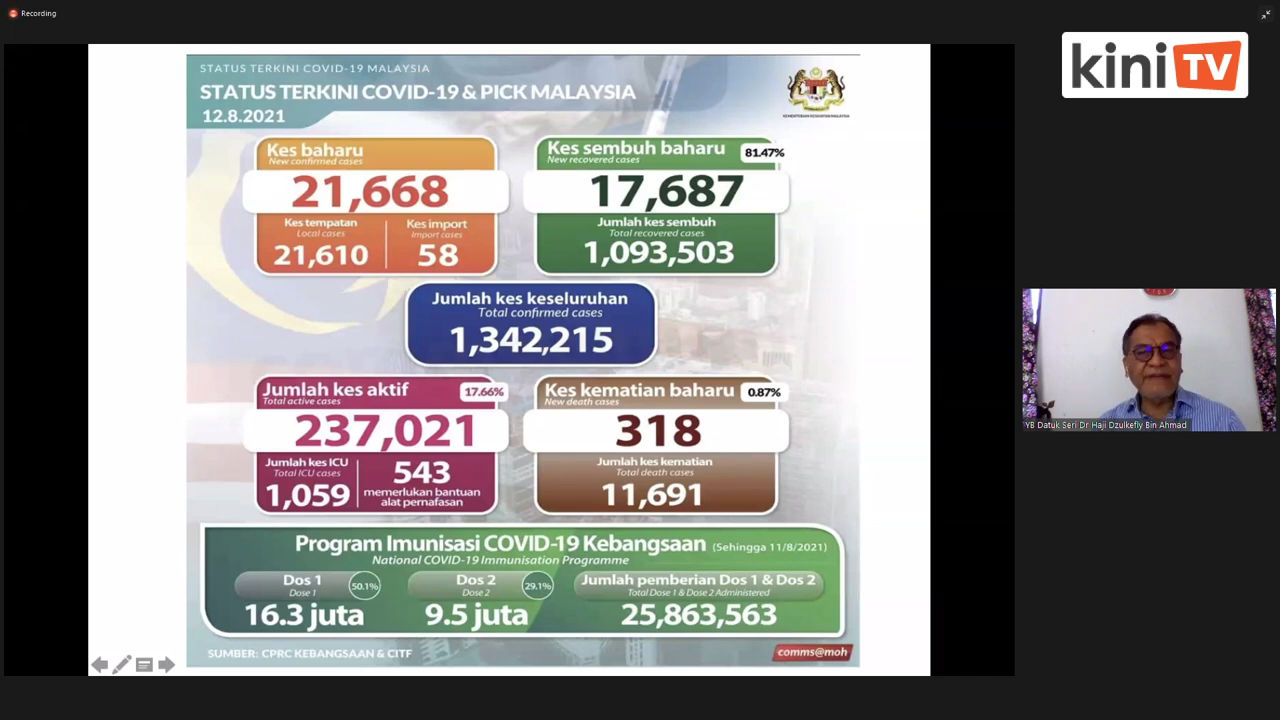 Recording
kini TV
STATUS TERKINI COVID-19 MALAYSIA
STATUS TERKINI COVID-19 & PICK MALAYSIA
12.8.2021
KEMENTERIAN KESIHATAN MALAYSIA
Kes baharu
New confirmed cases
21,668
Kes tempatan
Local cases
21,610
Kes import
Import cases
58
Kes sembuh baharu
New recovered cases
81.47%
17,687
Jumlah kes sembuh
Total recovered cases
1,093,503
Jumlah kes keseluruhan
Total confirmed cases
1,342,215
Jumlah kes aktif
Total active cases
17.66%
237,021
Jumlah kes ICU
Total ICU cases
1,059
543
memerlukan bantuan
alat pernafasan
Kes kematian baharu
New death cases
0.87%
318
Jumlah kes kematian
Total death cases
11,691
Program Imunisasi COVID-19 Kebangsaan (Sehingga 11/8/2021)
National COVID-19 Immunisation Programme
Dos 1
Dose 1
50.1%
16.3 juta
Dos 2
Dose 2
29.1%
9.5 juta
Jumlah pemberian Dos 1 & Dos 2
Total Dose 1 & Dose 2 Administered
25,863,563
SUMBER: CPRC KEBANGSAAN & CITF
comms@moh
YB Datuk Seri Dr Haji Dzulkefly Bin Ahmad